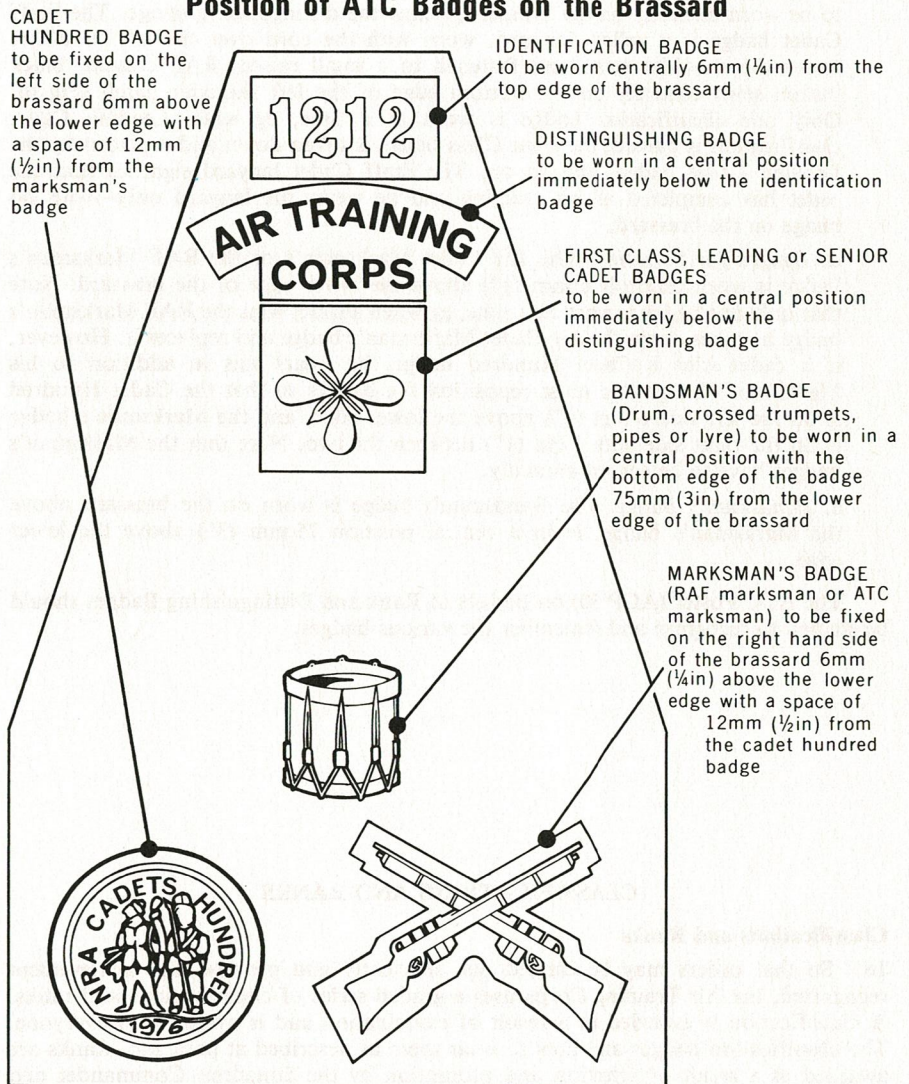 Position of ATC Badges on the Brassard
CADET
HUNDRED BADGE
to be fixed on the
left side of the
brassard 6mm above
the lower edge with
a space of 12mm
(½in) from the
marksman's
badge
IDENTIFICATION BADGE
to be worn centrally 6mm (¼in) from the
top edge of the brassard
DISTINGUISHING BADGE
to be worn in a central position
immediately below the identification
badge
FIRST CLASS, LEADING or SENIOR
CADET BADGES
to be worn in a central position
immediately below the
distinguishing badge
BANDSMAN'S BADGE
(Drum, crossed trumpets,
pipes or lyre) to be worn in a
central position with the
bottom edge of the badge
75mm (3in) from the lower
edge of the brassard
MARKSMAN'S BADGE
(RAF marksman or ATC
marksman) to be fixed
on the right hand side
of the brassard 6mm
(¼in) above the lower
edge with a space of
12mm (½in) from
the cadet hundred
badge
1212
AIR TRAINING
CORPS
NRA CADETS HUNDRED
1976